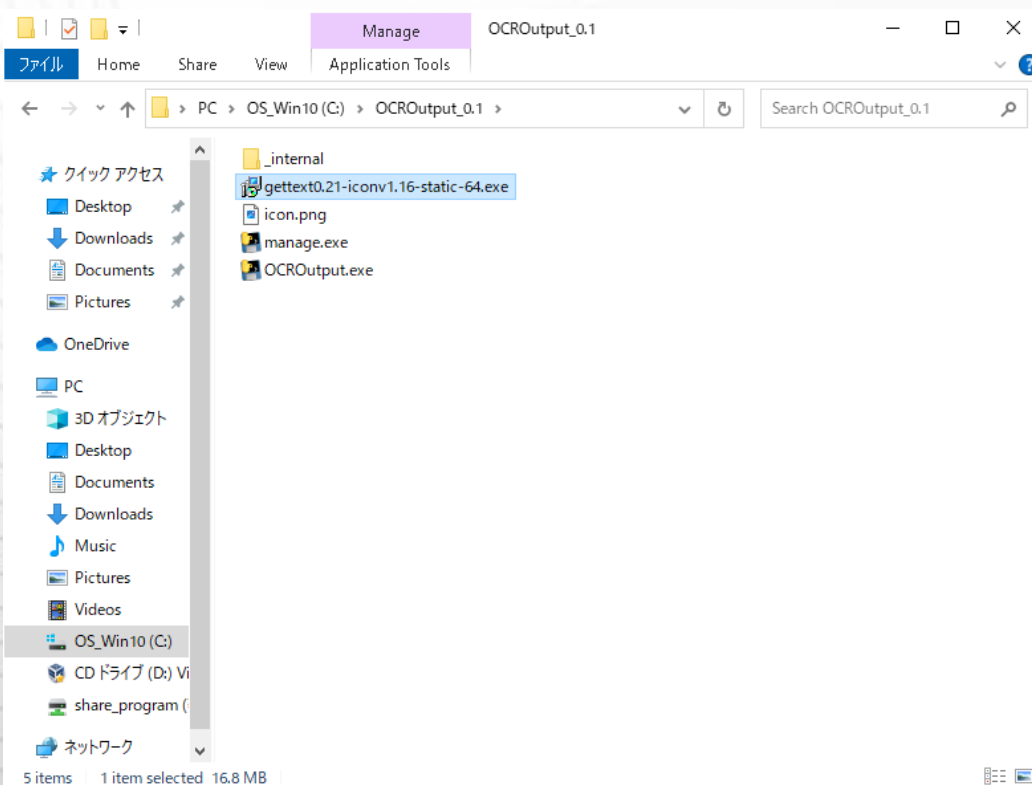 Manage
OCROutput_0.1
ファイル
Home
Share
View
Application Tools
PC
OS_Win10 (C:)
OCROutput_0.1
Search OCROutput_0.1
クイック アクセス
Desktop
Downloads
Documents
Pictures
OneDrive
PC
3D オブジェクト
Desktop
Documents
Downloads
Music
Pictures
Videos
OS_Win10 (C:)
CD ドライブ (D:) Vi
share_program (
ネットワーク
_internal
gettext0.21-iconv1.16-static-64.exe
icon.png
manage.exe
OCROutput.exe
5 items
1 item selected 16.8 MB